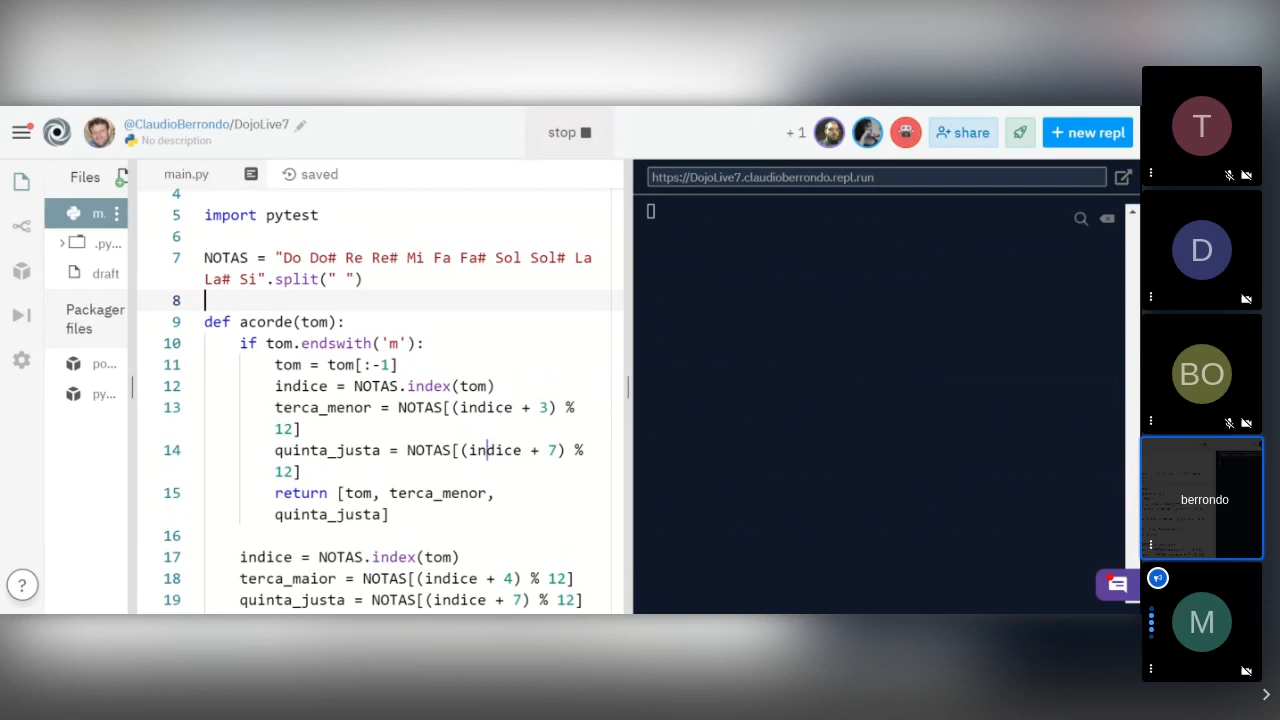 @ClaudioBerrondo/DojoLive7
No description
stop
+ 1
share
+ new repl
Files
main.py
saved
https://DojoLive7.claudioberrondo.repl.run
m.
.py...
draft
Packager
files
po...
py...
4
5 import pytest
6
7 NOTAS = "Do Do# Re Re# Mi Fa Fa# Sol Sol# La
La# Si".split(" ")
8
9 def acorde(tom):
10 if tom.endswith('m'):
11 tom = tom[:-1]
12 indice = NOTAS.index(tom)
13 terca_menor = NOTAS[(indice + 3) %
12]
14 quinta_justa = NOTAS[(indice + 7) %
12]
15 return [tom, terca_menor,
quinta_justa]
16
17 indice = NOTAS.index(tom)
18 terca_maior = NOTAS[(indice + 4) % 12]
19 quinta_justa = NOTAS[(indice + 7) % 12]
?
T
D
BO
berrondo
M